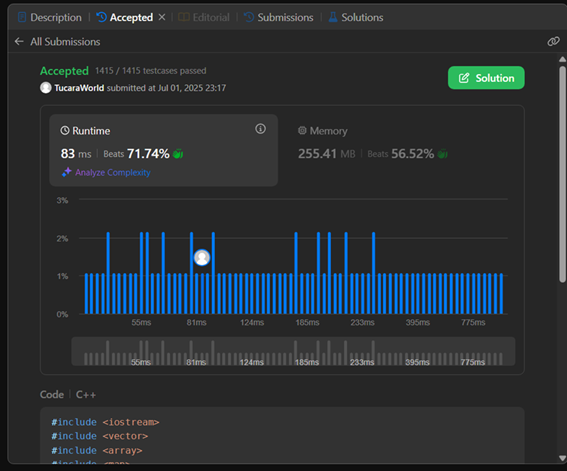 Description | Accepted × | Editorial | Submissions | Solutions
← All Submissions
Accepted 1415 / 1415 testcases passed
TucaraWorld submitted at Jul 01, 2025 23:17
Solution
Runtime
83 ms | Beats 71.74%
Analyze Complexity
Memory
255.41 MB | Beats 56.52%
3%
2%
1%
0%
55ms 81ms 124ms 185ms 233ms 395ms 775ms
55ms 81ms 124ms 185ms 233ms 395ms 775ms
Code | C++
#include <iostream>
#include <vector>
#include <array>
#include <map>